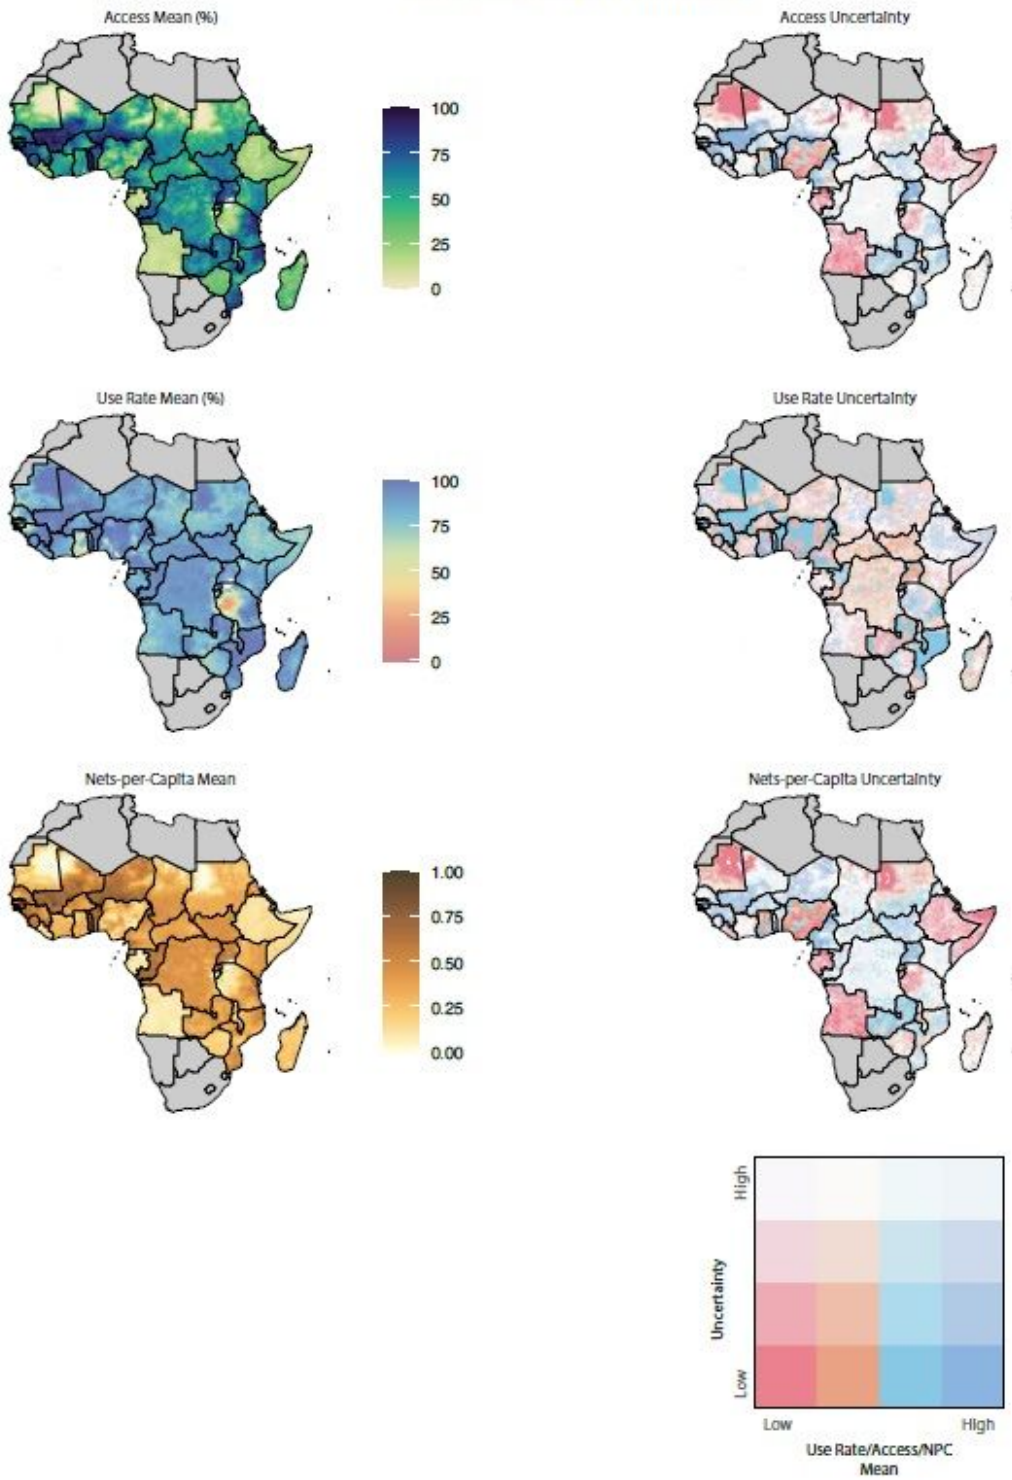 Access Mean (%)
Access Uncertainty
100
75
50
25
0
Use Rate Mean (%)
Use Rate Uncertainty
100
75
50
25
0
Nets-per-Capita Mean
Nets-per-Capita Uncertainty
1.00
0.75
0.50
0.25
0.00
High
Uncertainty
Low
Low
High
Use Rate/Access/NPC
Mean